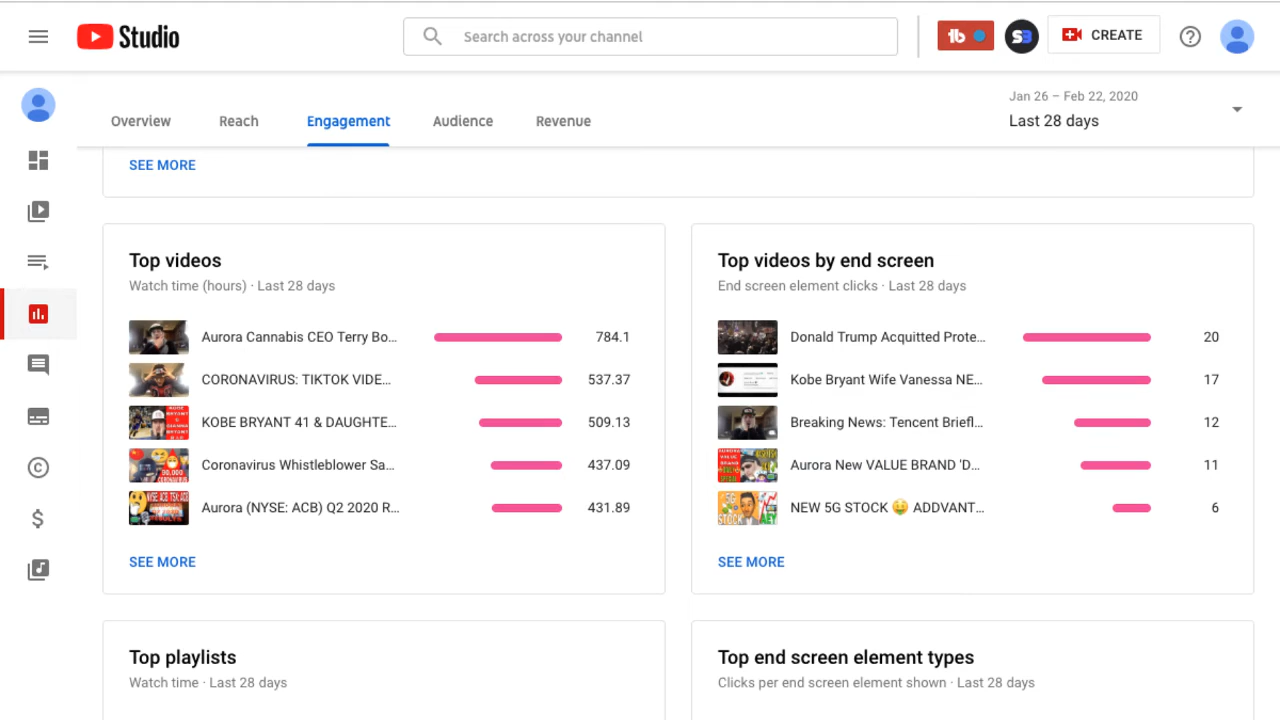 Studio
Search across your channel
CREATE
Overview
Reach
Engagement
Audience
Revenue
Jan 26 – Feb 22, 2020
Last 28 days
SEE MORE
Top videos
Watch time (hours) · Last 28 days
Aurora Cannabis CEO Terry Bo... 784.1
CORONAVIRUS: TIKTOK VIDE... 537.37
KOBE BRYANT 41 & DAUGHTE... 509.13
Coronavirus Whistleblower Sa... 437.09
Aurora (NYSE: ACB) Q2 2020 R... 431.89
SEE MORE
Top videos by end screen
End screen element clicks · Last 28 days
Donald Trump Acquitted Prote... 20
Kobe Bryant Wife Vanessa NE... 17
Breaking News: Tencent Briefl... 12
Aurora New VALUE BRAND 'D... 11
NEW 5G STOCK 🤑 ADDVANT... 6
SEE MORE
Top playlists
Watch time · Last 28 days
Top end screen element types
Clicks per end screen element shown · Last 28 days